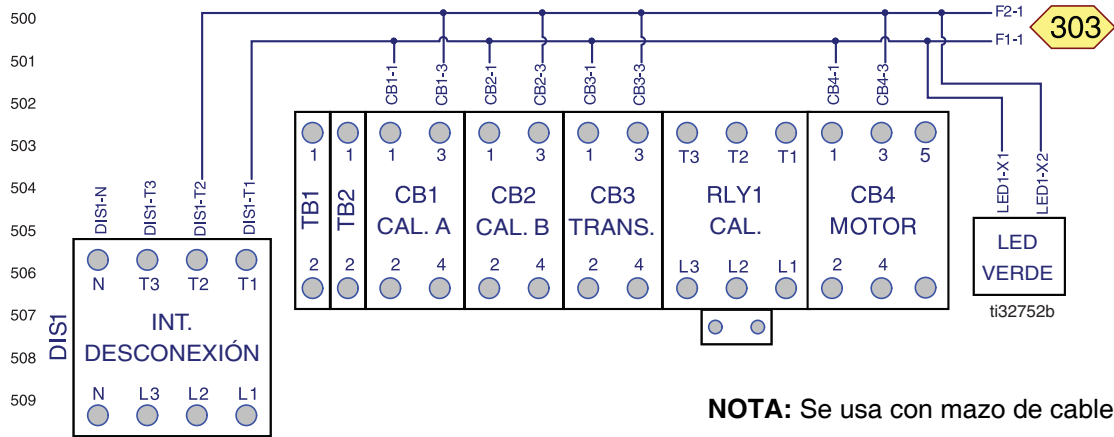 500
F2-1
303
F1-1
501
CB1-1
CB1-3
CB2-1
CB2-3
CB3-1
CB3-3
CB4-1
CB4-3
502
503
1 1 1 3 1 3 1 3 T3 T2 T1 1 3 5
504
DIS1-N
DIS1-T3
DIS1-T2
DIS1-T1
TB1
TB2
CB1
CAL. A
CB2
CAL. B
CB3
TRANS.
RLY1
CAL.
CB4
MOTOR
LED1-X1
LED1-X2
505
LED
VERDE
506
2 2 2 4 2 4 2 4 L3 L2 L1 2 4
N T3 T2 T1
ti32752b
507
DIS1
INT.
DESCONEXIÓN
508
509
N L3 L2 L1
NOTA: Se usa con mazo de cable